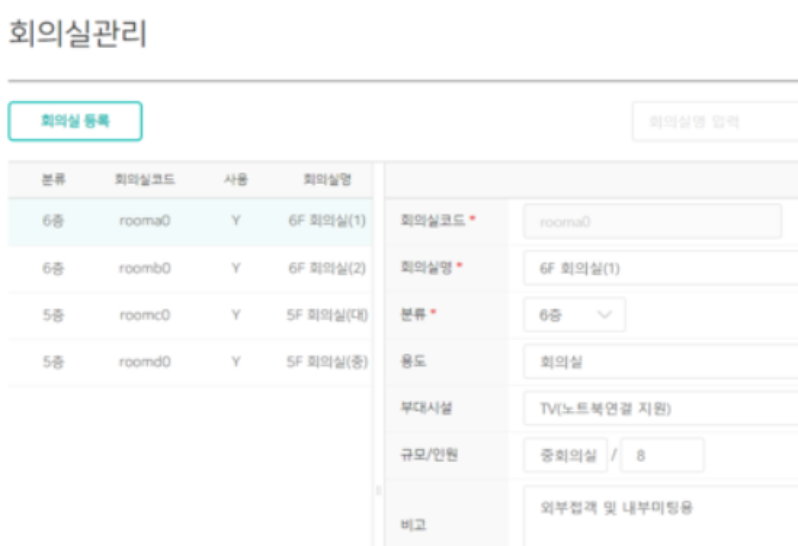 회의실관리
회의실 등록
회의실명 입력
분류 회의실코드 사용 회의실명
6층 rooma0 Y 6F 회의실(1)
6층 roomb0 Y 6F 회의실(2)
5층 roomc0 Y 5F 회의실(대)
5층 roomd0 Y 5F 회의실(중)
회의실코드 * rooma0
회의실명 * 6F 회의실(1)
분류 * 6층
용도 회의실
부대시설 TV(노트북연결 지원)
규모/인원 중회의실 / 8
비고 외부접객 및 내부미팅용